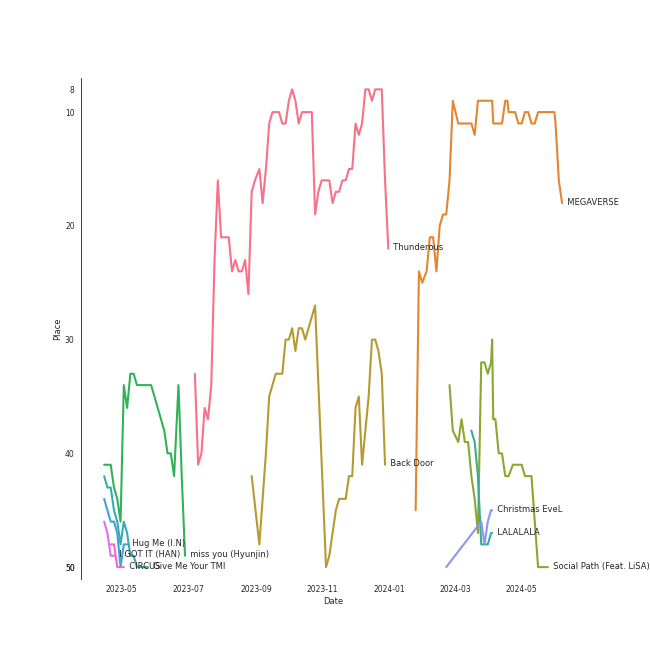 8
10
20
30
40
50
Place
MEGAVERSE
Thunderous
Back Door
Christmas EveL
LALALALA
Hug Me (I.N)
I GOT IT (HAN)
miss you (Hyunjin)
CIRCUS
Give Me Your TMI
Social Path (Feat. LiSA)
2023-05
2023-07
2023-09
2023-11
2024-01
2024-03
2024-05
Date